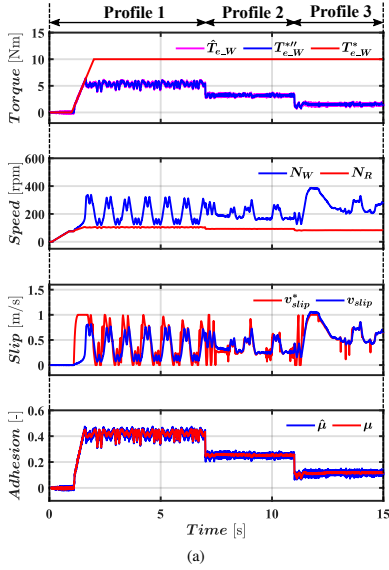 Profile 1 Profile 2 Profile 3
Torque [Nm]
15
10
5
0
T̂e_W T*''e_W T*e_W
Speed [rpm]
600
400
200
0
NW NR
Slip [m/s]
1.5
1
0.5
0
v*slip vslip
Adhesion [-]
0.6
0.4
0.2
0
μ̂ μ
0 5 10 15
Time [s]
(a)